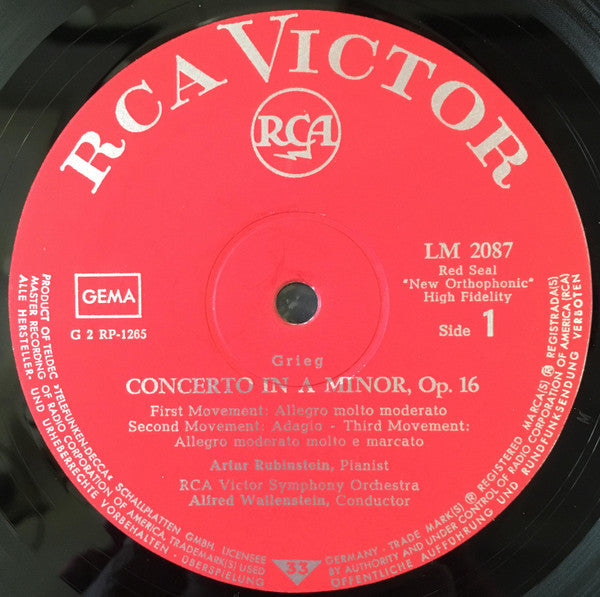 RCA VICTOR
RCA
LM 2087
Red Seal
"New Orthophonic"
High Fidelity
Side 1
GEMA
G 2 RP-1265
Grieg
CONCERTO IN A MINOR, Op. 16
First Movement: Allegro molto moderato
Second Movement: Adagio - Third Movement:
Allegro moderato molto e marcato
Artur Rubinstein, Pianist
RCA Victor Symphony Orchestra
Alfred Wallenstein, Conductor
PRODUCT OF TELDEC »TELEFUNKEN-DECCA« SCHALLPLATTEN GMBH. LICENSEE
MASTER RECORDING OF RADIO CORPORATION OF AMERICA. TRADEMARK(S) USED
ALLE HERSTELLER- UND URHEBERRECHTE VORBEHALTEN · ÜBERSPIELUNG
33
GERMANY - TRADE MARK(S) ® REGISTERED MARCA(S) ® REGISTRADA(S)
BY AUTHORITY AND UNDER CONTROL OF RADIO CORPORATION OF AMERICA (RCA)
ÖFFENTLICHE AUFFÜHRUNG UND RUNDFUNKSENDUNG VERBOTEN
M